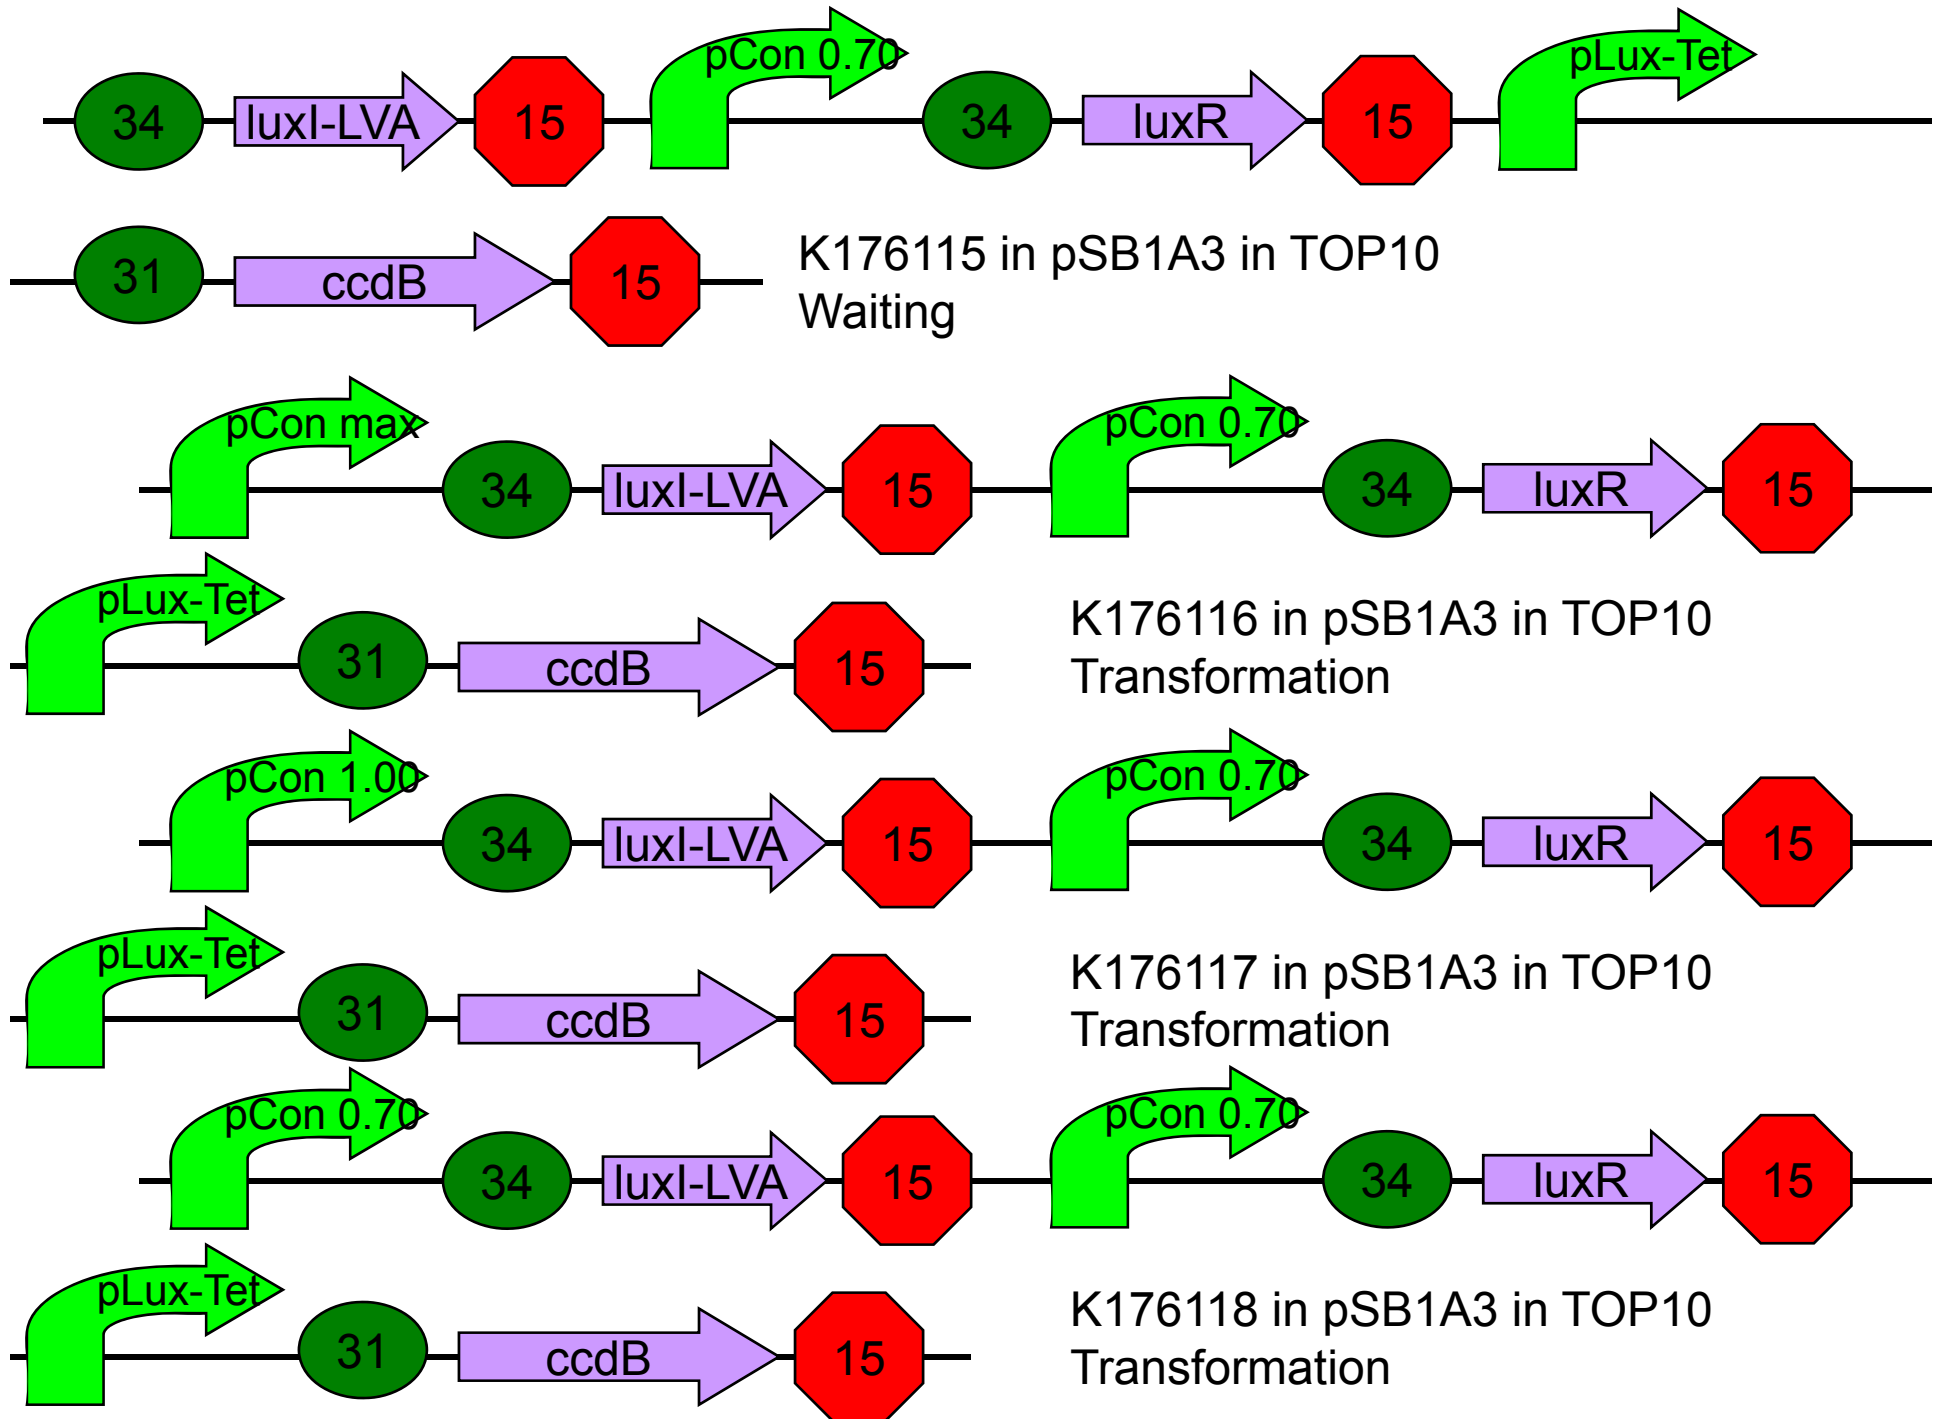 34 luxI-LVA 15 pCon 0.70 34 luxR 15 pLux-Tet
31 ccdB 15 K176115 in pSB1A3 in TOP10
Waiting
pCon max 34 luxI-LVA 15 pCon 0.70 34 luxR 15
pLux-Tet 31 ccdB 15 K176116 in pSB1A3 in TOP10
Transformation
pCon 1.00 34 luxI-LVA 15 pCon 0.70 34 luxR 15
pLux-Tet 31 ccdB 15 K176117 in pSB1A3 in TOP10
Transformation
pCon 0.70 34 luxI-LVA 15 pCon 0.70 34 luxR 15
pLux-Tet 31 ccdB 15 K176118 in pSB1A3 in TOP10
Transformation